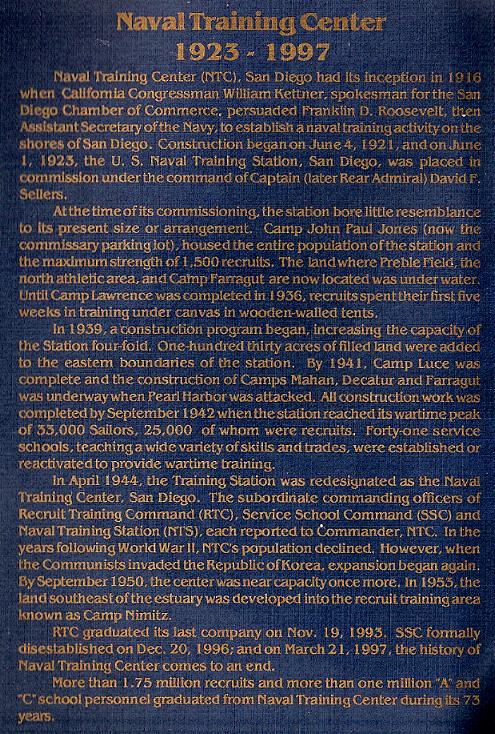 Naval Training Center
1923 - 1997
Naval Training Center (NTC), San Diego had its inception in 1916
when California Congressman William Kettner, spokesman for the San
Diego Chamber of Commerce, persuaded Franklin D. Roosevelt, then
Assistant Secretary of the Navy, to establish a naval training activity on the
shores of San Diego. Construction began on June 4, 1921, and on June
1, 1923, the U. S. Naval Training Station, San Diego, was placed in
commission under the command of Captain (later Rear Admiral) David F.
Sellers.
At the time of its commissioning, the station bore little resemblance
to its present size or arrangement. Camp John Paul Jones (now the
commissary parking lot), housed the entire population of the station and
the maximum strength of 1,500 recruits. The land where Preble Field, the
north athletic area, and Camp Farragut are now located was under water.
Until Camp Lawrence was completed in 1936, recruits spent their first five
weeks in training under canvas in wooden-walled tents.
In 1939, a construction program began, increasing the capacity of
the Station four-fold. One-hundred thirty acres of filled land were added
to the eastern boundaries of the station. By 1941, Camp Luce was
complete and the construction of Camps Mahan, Decatur and Farragut
was underway when Pearl Harbor was attacked. All construction work was
completed by September 1942 when the station reached its wartime peak
of 33,000 Sailors, 25,000 of whom were recruits. Forty-one service
schools, teaching a wide variety of skills and trades, were established or
reactivated to provide wartime training.
In April 1944, the Training Station was redesignated as the Naval
Training Center, San Diego. The subordinate commanding officers of
Recruit Training Command (RTC), Service School Command (SSC) and
Naval Training Station (NTS), each reported to Commander, NTC. In the
years following World War II, NTC's population declined. However, when
the Communists invaded the Republic of Korea, expansion began again.
By September 1950, the center was near capacity once more. In 1953, the
land southeast of the estuary was developed into the recruit training area
known as Camp Nimitz.
RTC graduated its last company on Nov. 19, 1993. SSC formally
disestablished on Dec. 20, 1996; and on March 21, 1997, the history of
Naval Training Center comes to an end.
More than 1.75 million recruits and more than one million "A" and
"C" school personnel graduated from Naval Training Center during its 73
years.